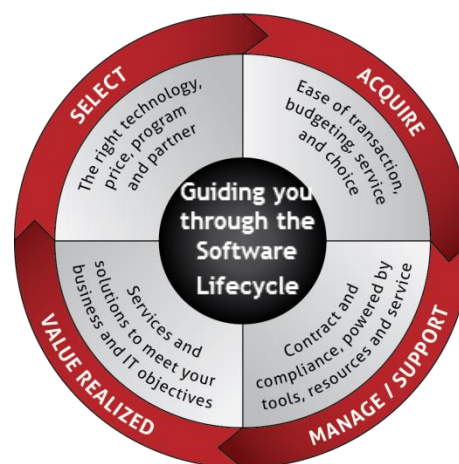 SELECT
The right technology,
price, program
and partner
ACQUIRE
Ease of transaction,
budgeting, service
and choice
Guiding you
through the
Software
Lifecycle
VALUE REALIZED
Services and
solutions to meet your
business and IT objectives
MANAGE / SUPPORT
Contract and
compliance, powered by
tools, resources and service